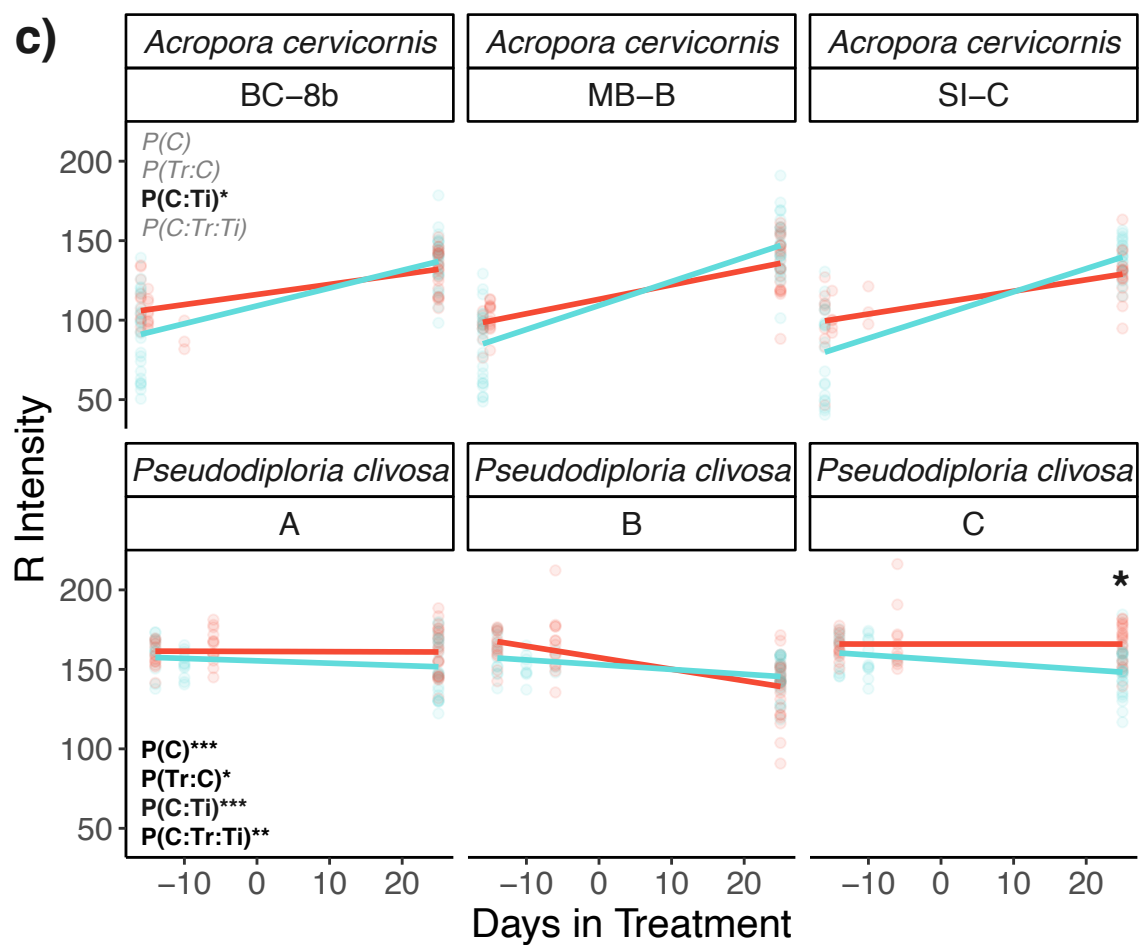 c)
Acropora cervicornis Acropora cervicornis Acropora cervicornis
BC−8b MB−B SI−C
P(C)
P(Tr:C)
P(C:Ti)*
P(C:Tr:Ti)
200
150
100
50
R Intensity
Pseudodiploria clivosa Pseudodiploria clivosa Pseudodiploria clivosa
A B C
*
200
150
100
50
P(C)***
P(Tr:C)*
P(C:Ti)***
P(C:Tr:Ti)**
−10 0 10 20 −10 0 10 20 −10 0 10 20
Days in Treatment